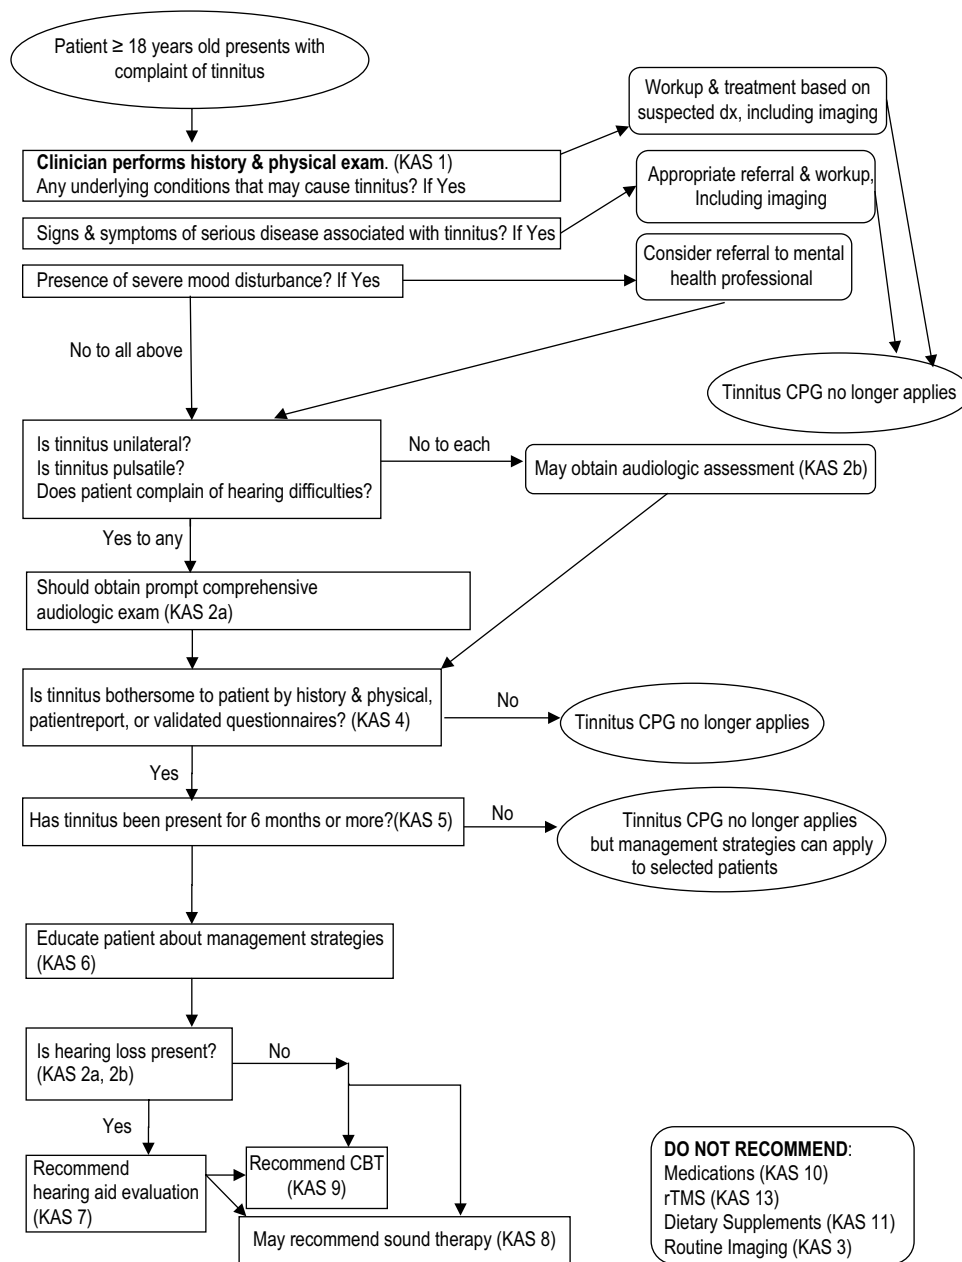 Patient ≥ 18 years old presents with
complaint of tinnitus
Workup & treatment based on
suspected dx, including imaging
Clinician performs history & physical exam. (KAS 1)
Any underlying conditions that may cause tinnitus? If Yes
Appropriate referral & workup,
Including imaging
Signs & symptoms of serious disease associated with tinnitus? If Yes
Consider referral to mental
health professional
Presence of severe mood disturbance? If Yes
No to all above
Tinnitus CPG no longer applies
Is tinnitus unilateral?
Is tinnitus pulsatile?
Does patient complain of hearing difficulties?
No to each
May obtain audiologic assessment (KAS 2b)
Yes to any
Should obtain prompt comprehensive
audiologic exam (KAS 2a)
Is tinnitus bothersome to patient by history & physical,
patientreport, or validated questionnaires? (KAS 4)
No
Tinnitus CPG no longer applies
Yes
Has tinnitus been present for 6 months or more?(KAS 5)
No
Tinnitus CPG no longer applies
but management strategies can apply
to selected patients
Educate patient about management strategies
(KAS 6)
Is hearing loss present?
(KAS 2a, 2b)
No
Yes
Recommend
hearing aid evaluation
(KAS 7)
Recommend CBT
(KAS 9)
May recommend sound therapy (KAS 8)
DO NOT RECOMMEND:
Medications (KAS 10)
rTMS (KAS 13)
Dietary Supplements (KAS 11)
Routine Imaging (KAS 3)